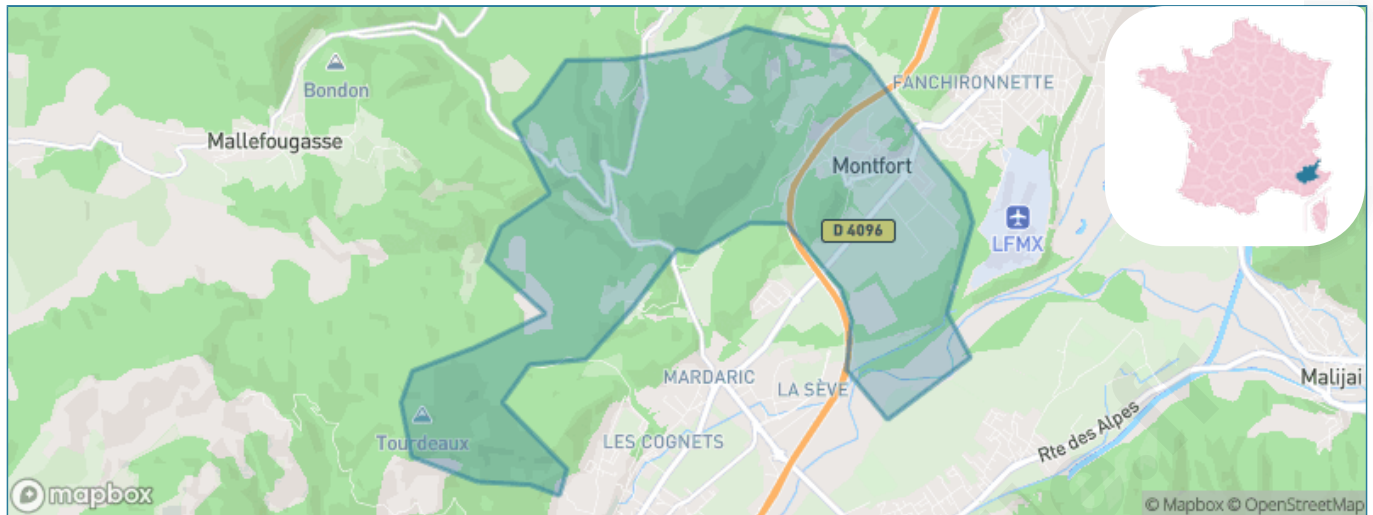 Bondon
Mallefougasse
FANCHIRONNETTE
Montfort
D 4096
LFMX
MARDARIC
LA SÈVE
Malijai
Tourdeaux
LES COGNETS
Rte des Alpes
mapbox
© Mapbox © OpenStreetMap